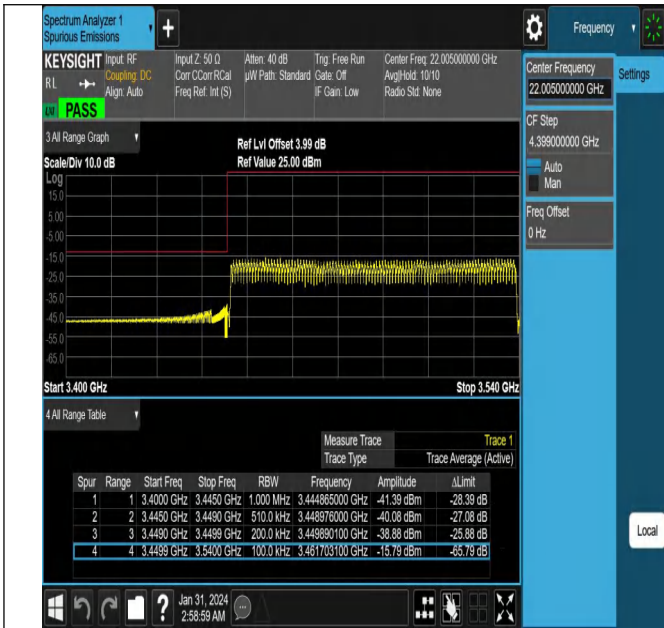 Spectrum Analyzer 1
Spurious Emissions
Frequency
KEYSIGHT Input: RF Input Z: 50 Ω Atten: 40 dB Trig: Free Run Center Freq: 22.005000000 GHz
RL Coupling: DC Corr CCorr RCal µW Path: Standard Gate: Off Avg|Hold: 10/10
Align: Auto Freq Ref: Int (S) IF Gain: Low Radio Std: None
LXI PASS
Center Frequency
22.005000000 GHz
Settings
CF Step
4.399000000 GHz
Auto
Man
Freq Offset
0 Hz
3 All Range Graph
Ref Lvl Offset 3.99 dB
Scale/Div 10.0 dB Ref Value 25.00 dBm
Log
15.0
5.00
-5.00
-15.0
-25.0
-35.0
-45.0
-55.0
-65.0
Start 3.400 GHz Stop 3.540 GHz
4 All Range Table
Measure Trace Trace 1
Trace Type Trace Average (Active)
Spur Range Start Freq Stop Freq RBW Frequency Amplitude ΔLimit
1 1 3.4000 GHz 3.4450 GHz 1.000 MHz 3.444865000 GHz -41.39 dBm -28.39 dB
2 2 3.4450 GHz 3.4490 GHz 510.0 kHz 3.448976000 GHz -40.08 dBm -27.08 dB
3 3 3.4490 GHz 3.4499 GHz 200.0 kHz 3.449890100 GHz -38.88 dBm -25.88 dB
4 4 3.4499 GHz 3.5400 GHz 100.0 kHz 3.461703100 GHz -15.79 dBm -65.79 dB
Local
Jan 31, 2024
2:58:59 AM